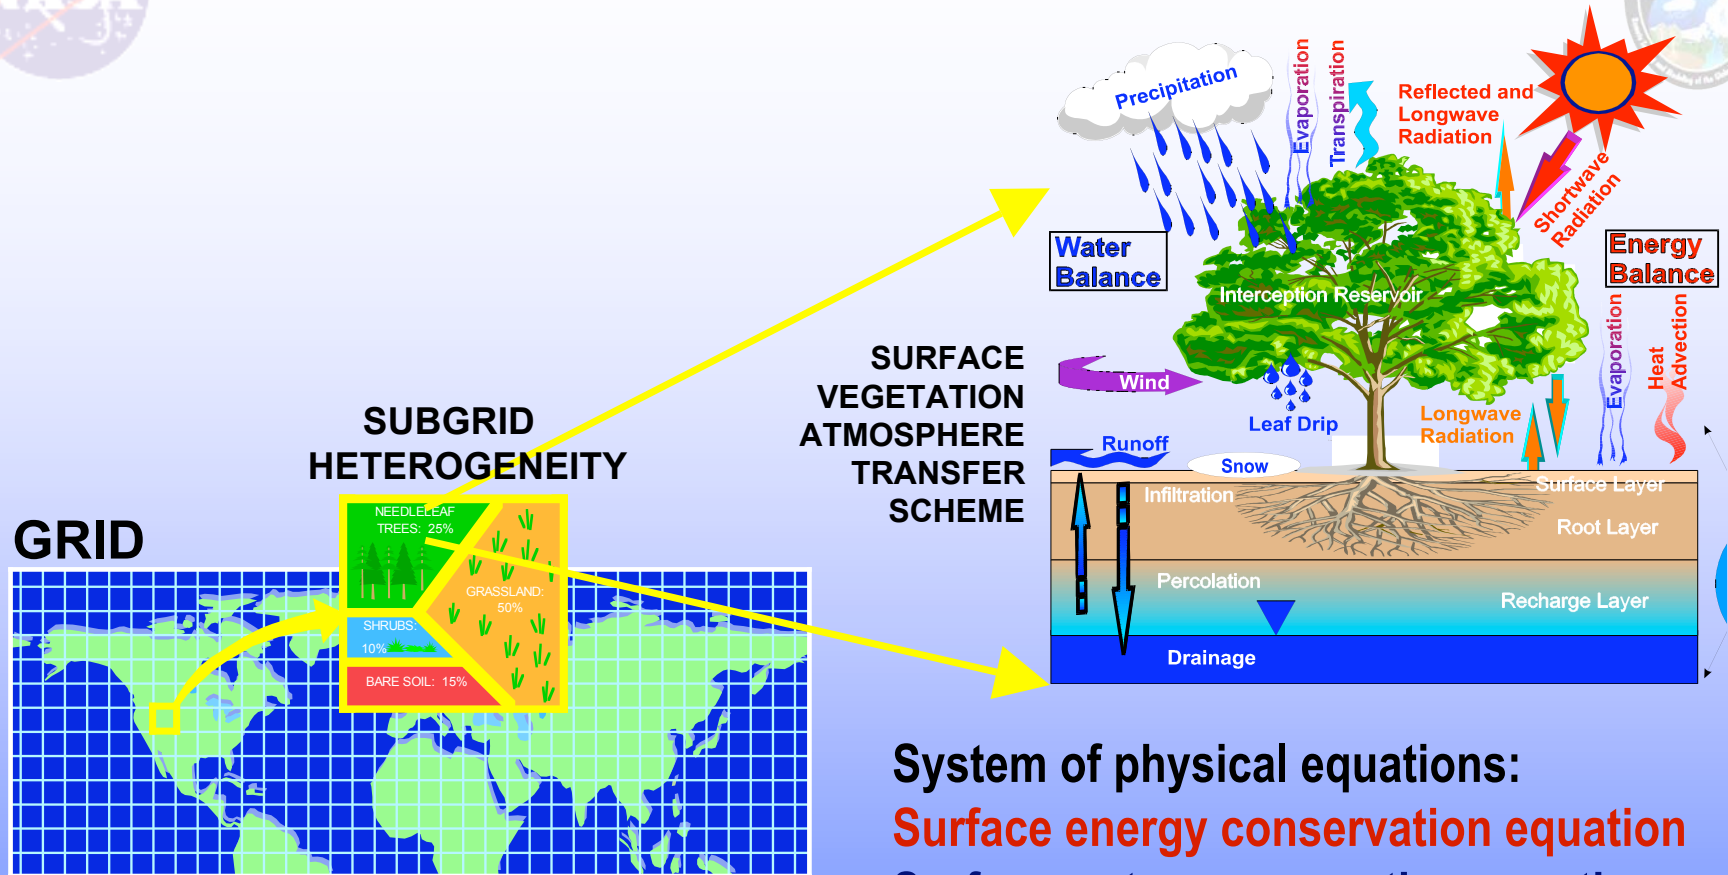 Precipitation
Evaporation
Transpiration
Reflected and
Longwave
Radiation
Shortwave
Radiation
Water
Balance
Energy
Balance
Interception Reservoir
Evaporation
Heat
Advection
Wind
Leaf Drip
Longwave
Radiation
Runoff
Snow
Infiltration
Surface Layer
Root Layer
Percolation
Recharge Layer
Drainage
SURFACE
VEGETATION
ATMOSPHERE
TRANSFER
SCHEME
SUBGRID
HETEROGENEITY
NEEDLELEAF
TREES: 25%
GRASSLAND:
50%
SHRUBS:
10%
BARE SOIL: 15%
GRID
System of physical equations:
Surface energy conservation equation